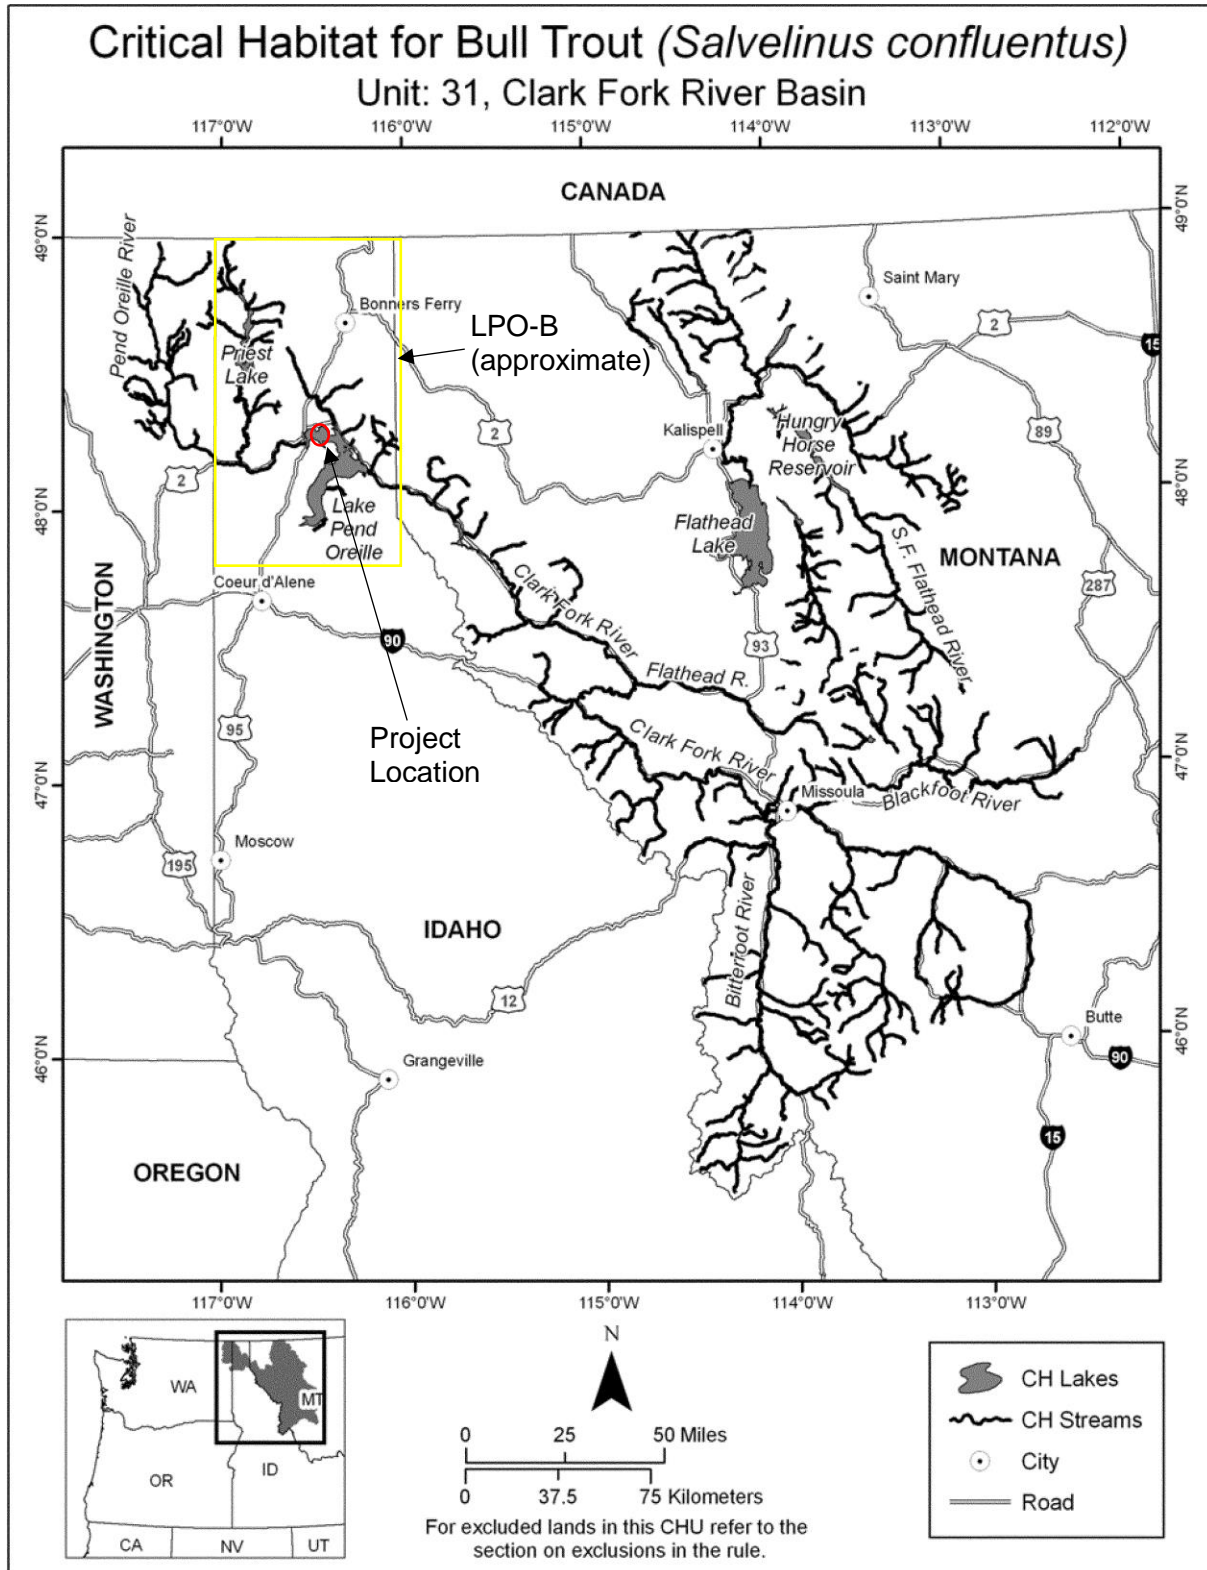 Critical Habitat for Bull Trout (Salvelinus confluentus)
Unit: 31, Clark Fork River Basin
117°0'W
116°0'W
115°0'W
114°0'W
113°0'W
112°0'W
CANADA
49°0'N
49°0'N
Pend Oreille River
Saint Mary
Bonners Ferry
LPO-B
(approximate)
2
15
Priest
Lake
Kalispell
Hungry
Horse
Reservoir
89
2
2
48°0'N
48°0'N
Lake
Pend
Oreille
Flathead
Lake
S.F. Flathead River
MONTANA
287
Coeur d'Alene
WASHINGTON
90
Clark Fork River
93
Flathead R.
95
Project
Location
Clark Fork River
47°0'N
47°0'N
Missoula
Blackfoot River
Moscow
195
IDAHO
Bitterroot River
12
Butte
46°0'N
46°0'N
90
Grangeville
15
OREGON
117°0'W
116°0'W
115°0'W
114°0'W
113°0'W
WA
MT
OR
ID
CA
NV
UT
N
0
25
50 Miles
0
37.5
75 Kilometers
For excluded lands in this CHU refer to the
section on exclusions in the rule.
CH Lakes
CH Streams
City
Road